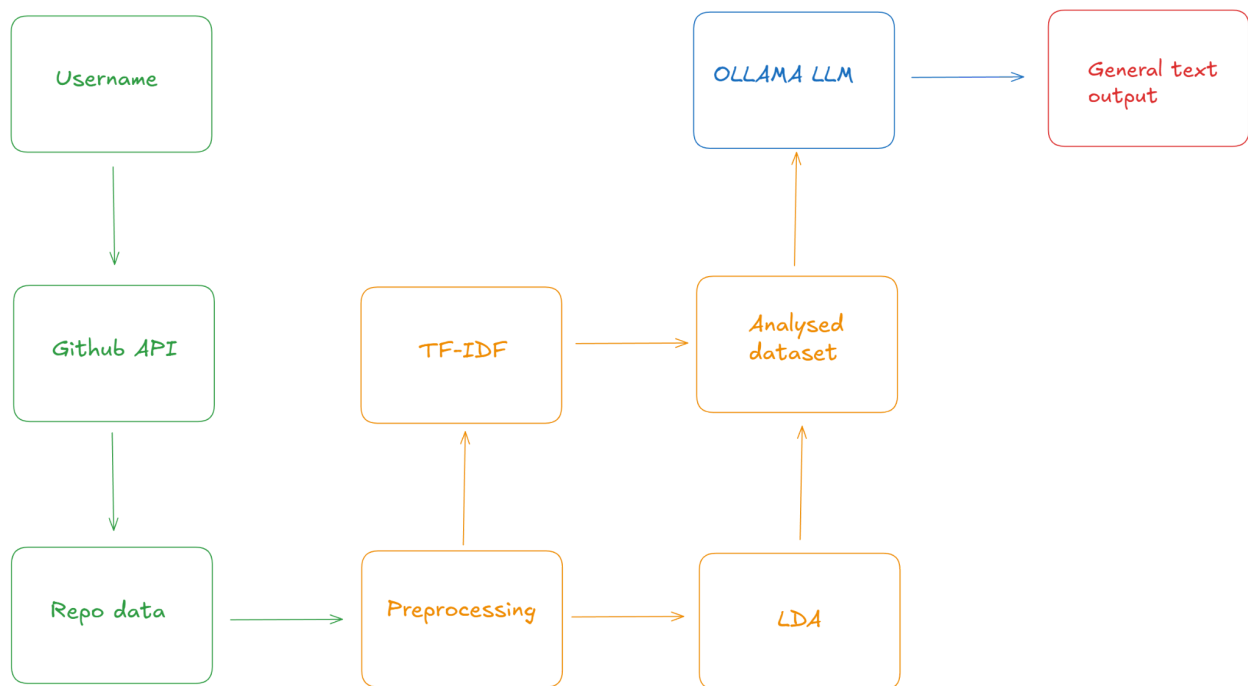 Username
OLLAMA LLM
General text
output
Github API
TF-IDF
Analysed
dataset
Repo data
Preprocessing
LDA